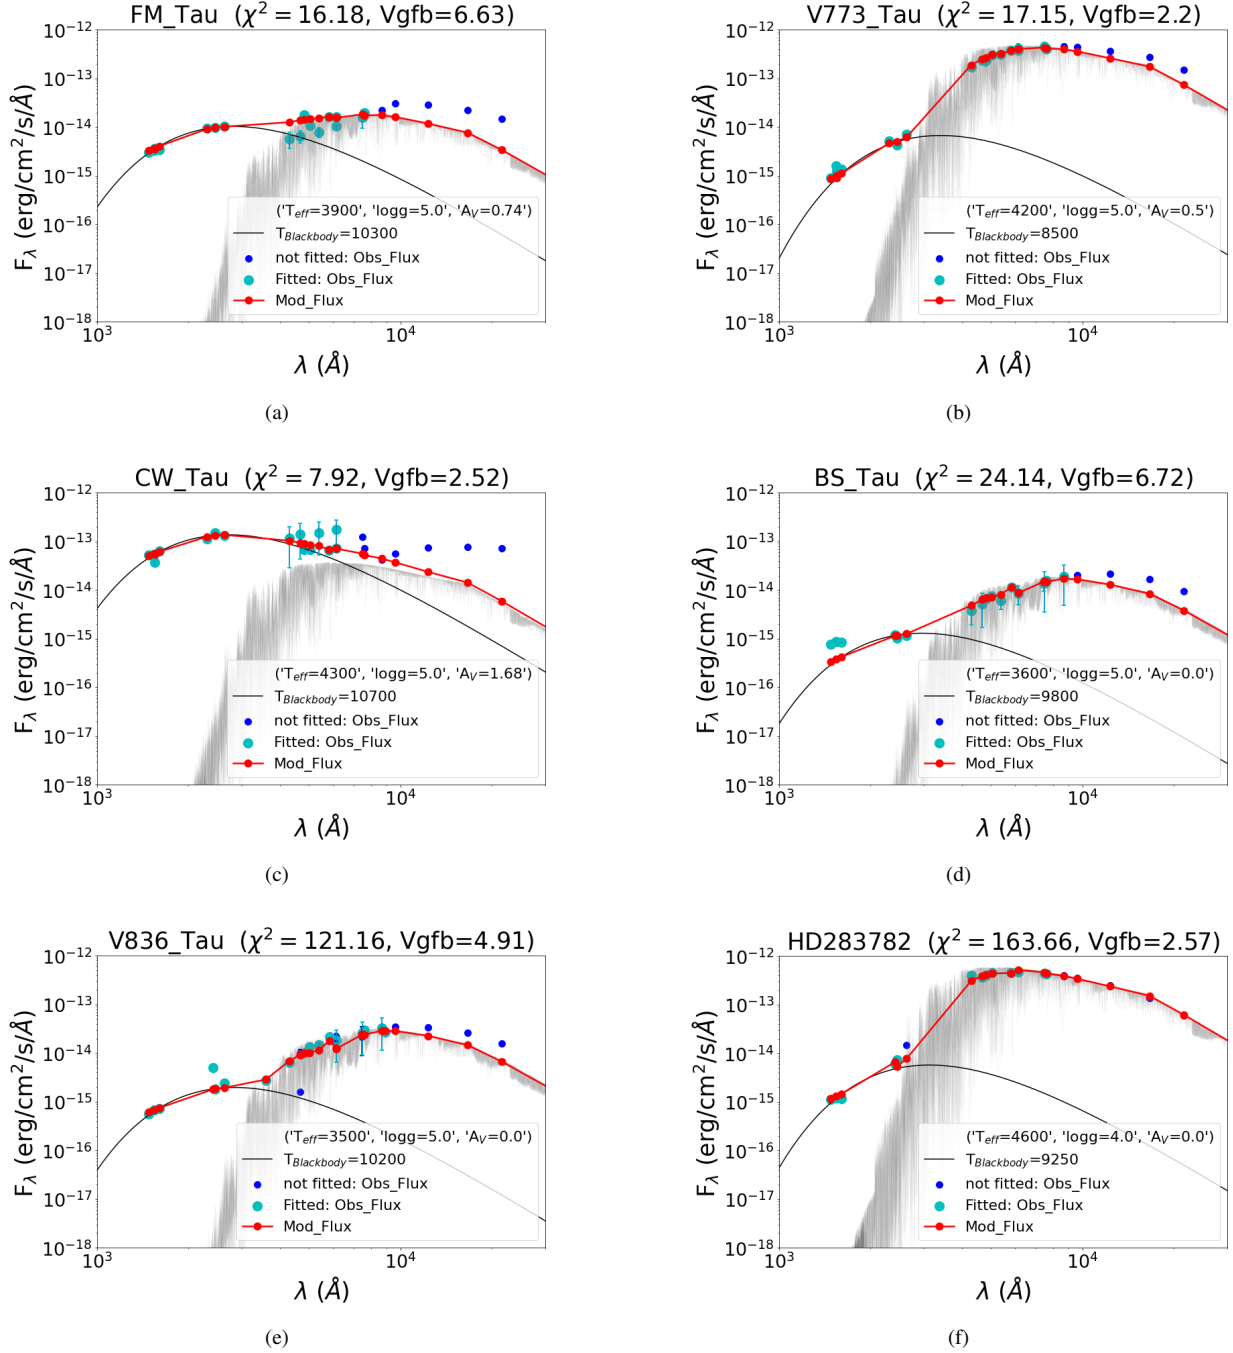 FM_Tau (χ² = 16.18, Vgfb=6.63)
10⁻¹²
10⁻¹³
10⁻¹⁴
10⁻¹⁵
10⁻¹⁶
10⁻¹⁷
10⁻¹⁸
F_λ (erg/cm²/s/Å)
('T_eff=3900', 'logg=5.0', 'A_V=0.74')
T_Blackbody=10300
not fitted: Obs_Flux
Fitted: Obs_Flux
Mod_Flux
10³
10⁴
λ (Å)
(a)
V773_Tau (χ² = 17.15, Vgfb=2.2)
10⁻¹²
10⁻¹³
10⁻¹⁴
10⁻¹⁵
10⁻¹⁶
10⁻¹⁷
10⁻¹⁸
F_λ (erg/cm²/s/Å)
('T_eff=4200', 'logg=5.0', 'A_V=0.5')
T_Blackbody=8500
not fitted: Obs_Flux
Fitted: Obs_Flux
Mod_Flux
10³
10⁴
λ (Å)
(b)
CW_Tau (χ² = 7.92, Vgfb=2.52)
10⁻¹²
10⁻¹³
10⁻¹⁴
10⁻¹⁵
10⁻¹⁶
10⁻¹⁷
10⁻¹⁸
F_λ (erg/cm²/s/Å)
('T_eff=4300', 'logg=5.0', 'A_V=1.68')
T_Blackbody=10700
not fitted: Obs_Flux
Fitted: Obs_Flux
Mod_Flux
10³
10⁴
λ (Å)
(c)
BS_Tau (χ² = 24.14, Vgfb=6.72)
10⁻¹²
10⁻¹³
10⁻¹⁴
10⁻¹⁵
10⁻¹⁶
10⁻¹⁷
10⁻¹⁸
F_λ (erg/cm²/s/Å)
('T_eff=3600', 'logg=5.0', 'A_V=0.0')
T_Blackbody=9800
not fitted: Obs_Flux
Fitted: Obs_Flux
Mod_Flux
10³
10⁴
λ (Å)
(d)
V836_Tau (χ² = 121.16, Vgfb=4.91)
10⁻¹²
10⁻¹³
10⁻¹⁴
10⁻¹⁵
10⁻¹⁶
10⁻¹⁷
10⁻¹⁸
F_λ (erg/cm²/s/Å)
('T_eff=3500', 'logg=5.0', 'A_V=0.0')
T_Blackbody=10200
not fitted: Obs_Flux
Fitted: Obs_Flux
Mod_Flux
10³
10⁴
λ (Å)
(e)
HD283782 (χ² = 163.66, Vgfb=2.57)
10⁻¹²
10⁻¹³
10⁻¹⁴
10⁻¹⁵
10⁻¹⁶
10⁻¹⁷
10⁻¹⁸
F_λ (erg/cm²/s/Å)
('T_eff=4600', 'logg=4.0', 'A_V=0.0')
T_Blackbody=9250
not fitted: Obs_Flux
Fitted: Obs_Flux
Mod_Flux
10³
10⁴
λ (Å)
(f)